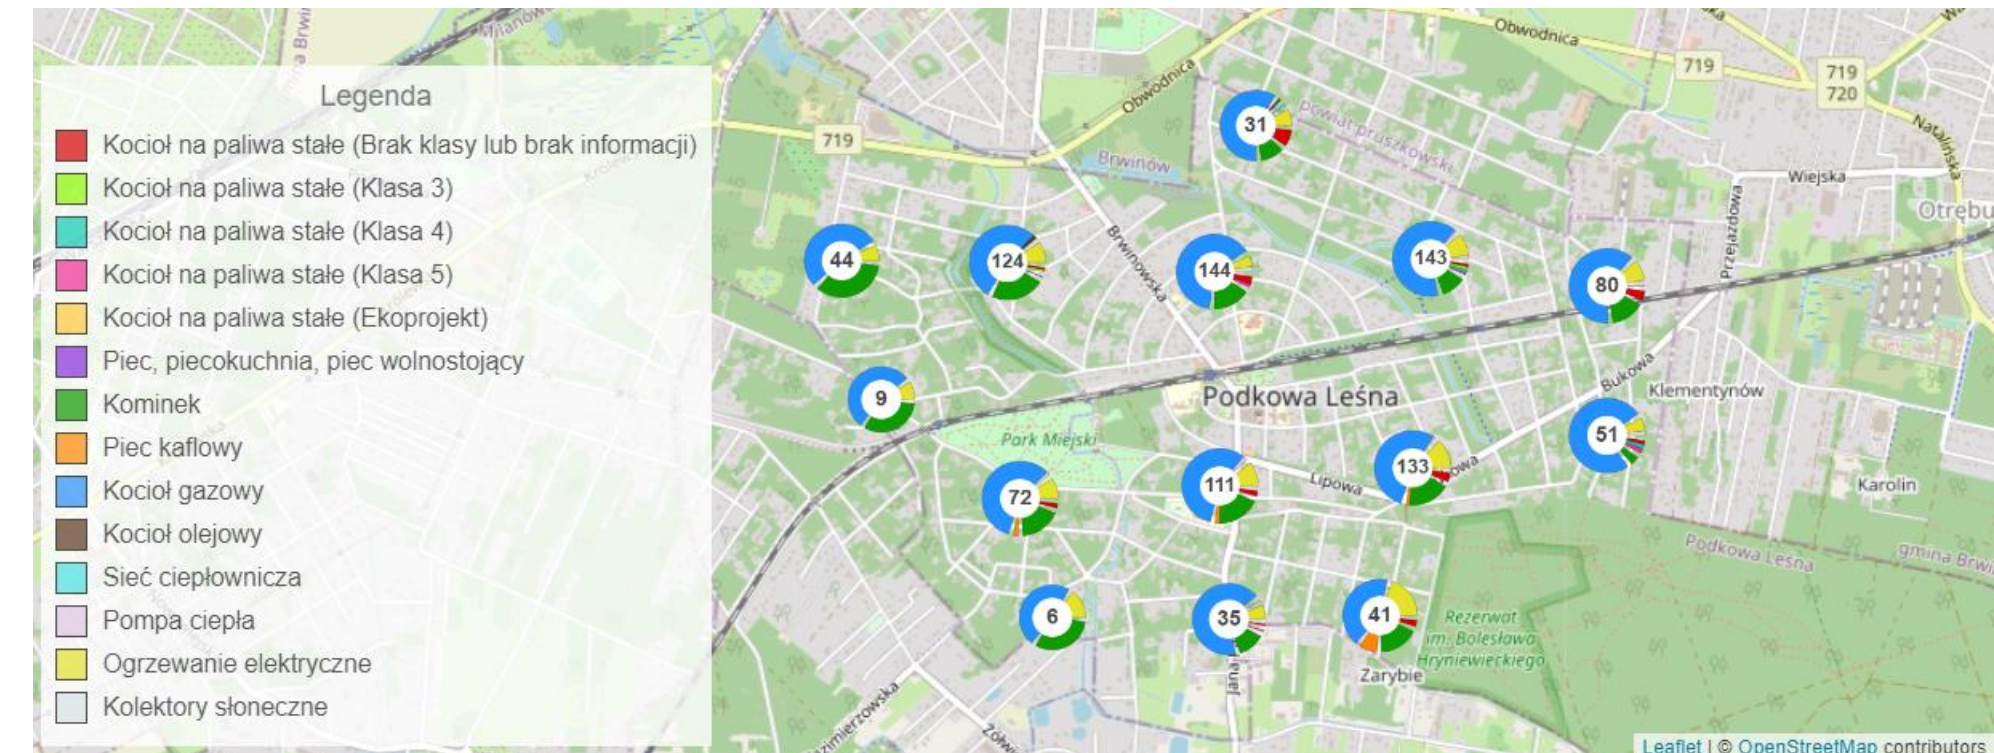 Legenda
Kocioł na paliwa stałe (Brak klasy lub brak informacji)
Kocioł na paliwa stałe (Klasa 3)
Kocioł na paliwa stałe (Klasa 4)
Kocioł na paliwa stałe (Klasa 5)
Kocioł na paliwa stałe (Ekoprojekt)
Piec, piecokuchnia, piec wolnostojący
Kominek
Piec kaflowy
Kocioł gazowy
Kocioł olejowy
Sieć ciepłownicza
Pompa ciepła
Ogrzewanie elektryczne
Kolektory słoneczne
Obwodnica
719
719
720
Obwodnica
Natalińska
powiat pruszkowski
31
719
Brwinów
Wiejska
Przejazdowa
Brwinowska
44
124
144
143
80
9
Podkowa Leśna
Bukowa
Klementynów
Park Miejski
51
72
111
Lipowa
133
Karolin
Podkowa Leśna
6
35
41
Rezerwat
im. Bolesława
Hryniewieckiego
Zarybie
Jana
Leaflet | © OpenStreetMap contributors